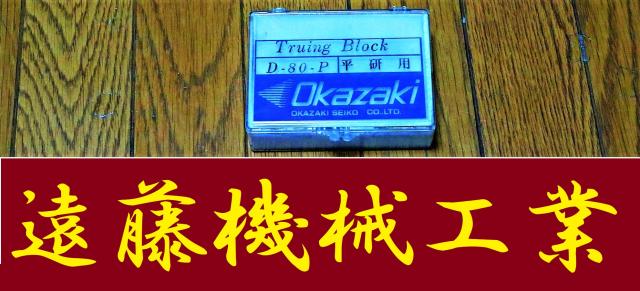 Truing Block
D-80-P 平研用
Okazaki
OKAZAKI SEIKO CO.,LTD.
遠藤機械工業